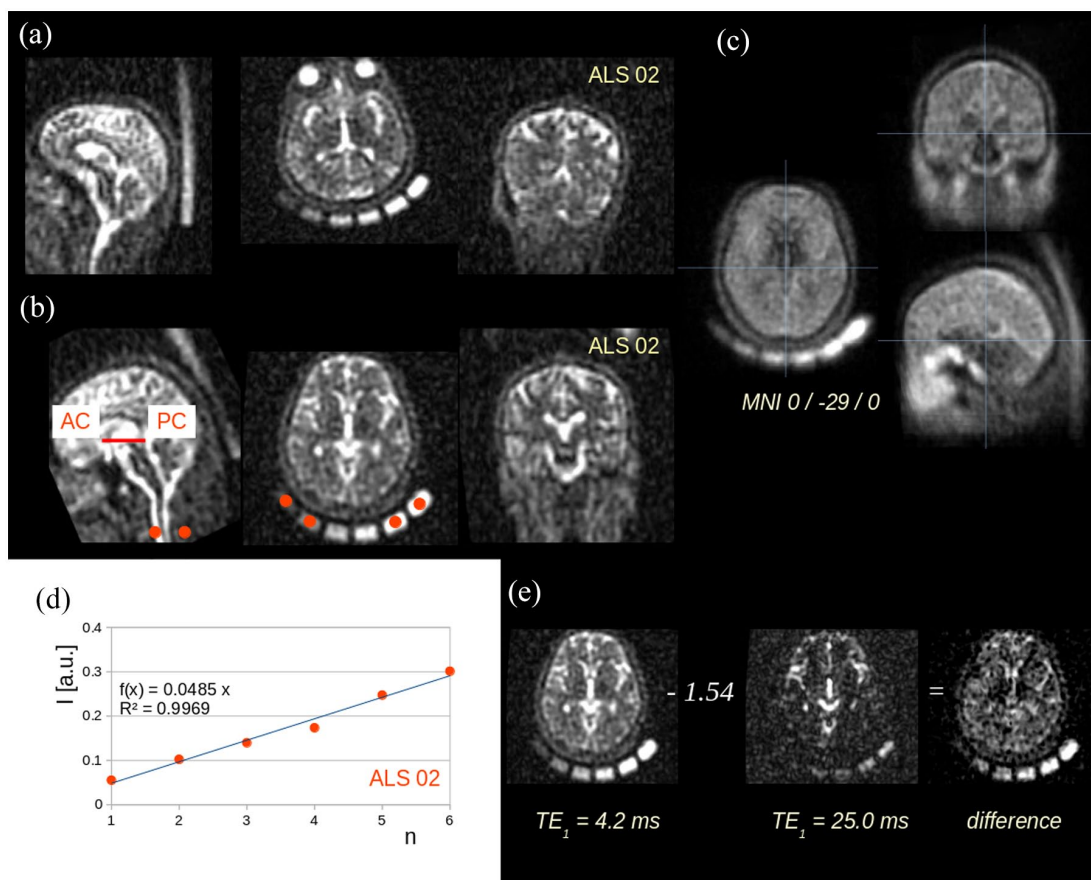 (a)
ALS 02
(b)
ALS 02
AC
PC
(c)
MNI 0 / -29 / 0
(d)
I [a.u.]
0.4
0.3
0.2
0.1
0
f(x) = 0.0485 x
R² = 0.9969
ALS 02
1 2 3 4 5 6
n
(e)
- 1.54
=
TE₁ = 4.2 ms
TE₁ = 25.0 ms
difference